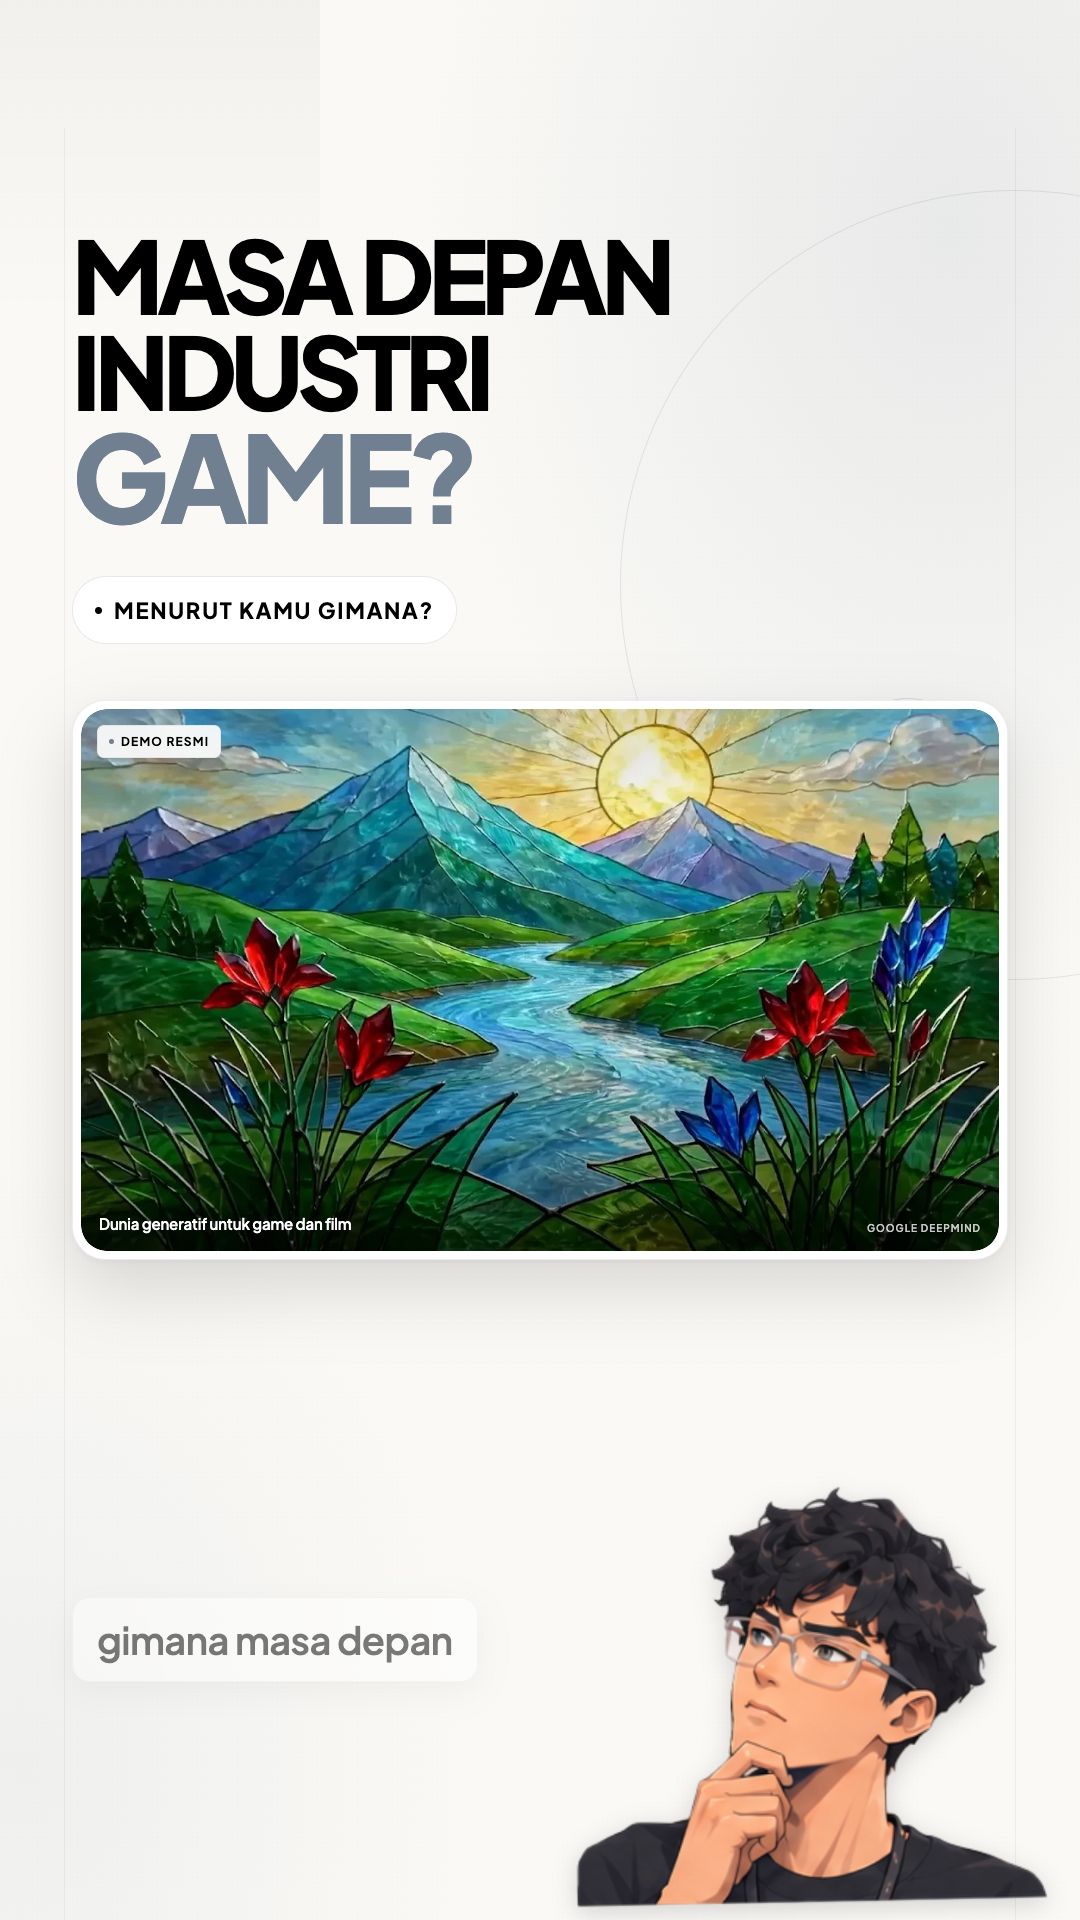 MASA DEPAN
INDUSTRI
GAME?
• MENURUT KAMU GIMANA?
• DEMO RESMI
Dunia generatif untuk game dan film
GOOGLE DEEPMIND
gimana masa depan